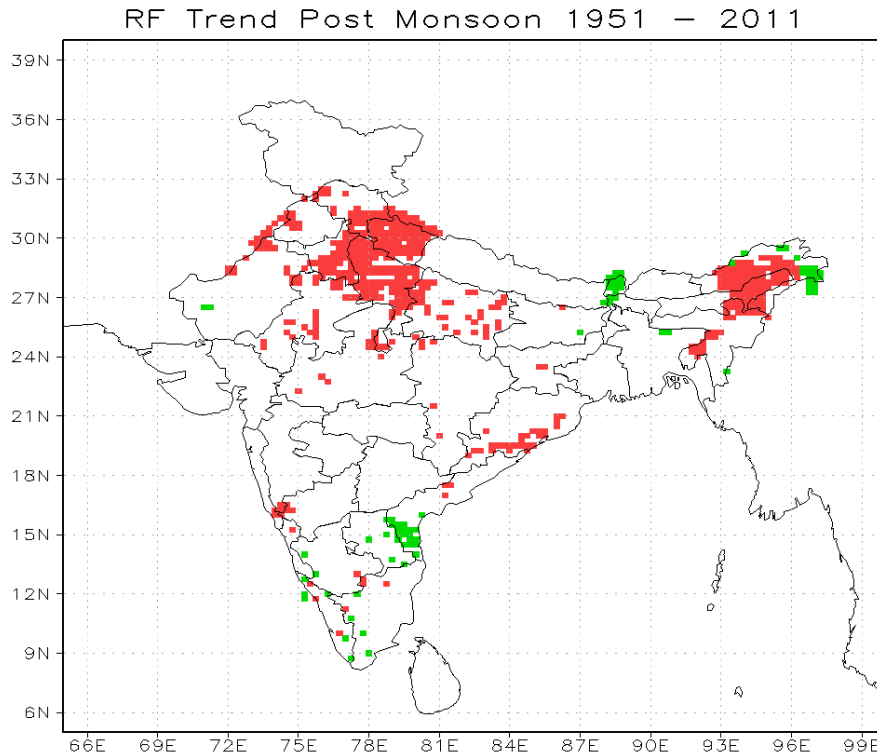 RF Trend Post Monsoon 1951 – 2011
39N
36N
33N
30N
27N
24N
21N
18N
15N
12N
9N
6N
66E 69E 72E 75E 78E 81E 84E 87E 90E 93E 96E 99E